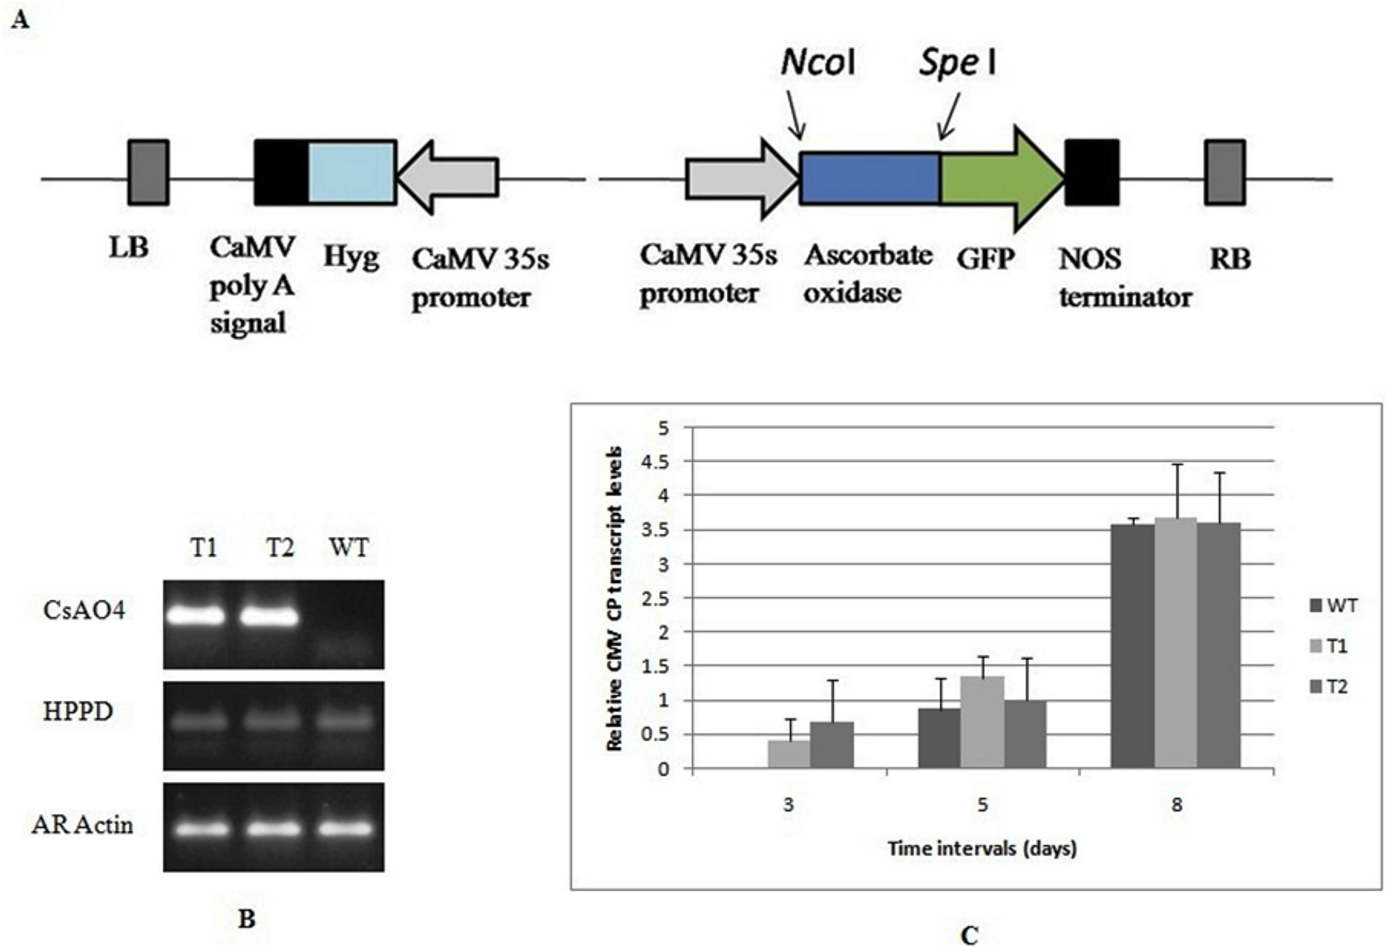 A
NcoI
Spe I
LB
CaMV
poly A
signal
Hyg
CaMV 35s
promoter
CaMV 35s
promoter
Ascorbate
oxidase
GFP
NOS
terminator
RB
T1 T2 WT
CsAO4
HPPD
AR Actin
B
Relative CMV CP transcript levels
5
4.5
4
3.5
3
2.5
2
1.5
1
0.5
0
3 5 8
Time intervals (days)
WT
T1
T2
C